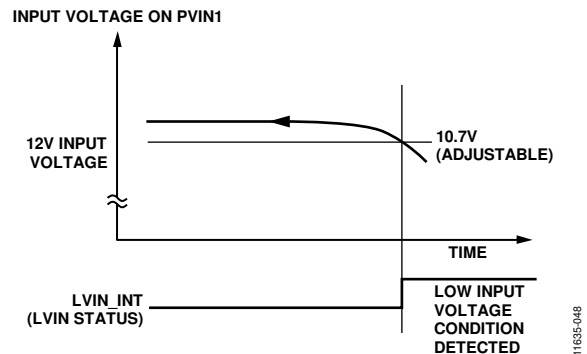 INPUT VOLTAGE ON PVIN1
12V INPUT
VOLTAGE
10.7V
(ADJUSTABLE)
TIME
LVIN_INT
(LVIN STATUS)
LOW INPUT
VOLTAGE
CONDITION
DETECTED
11635-048